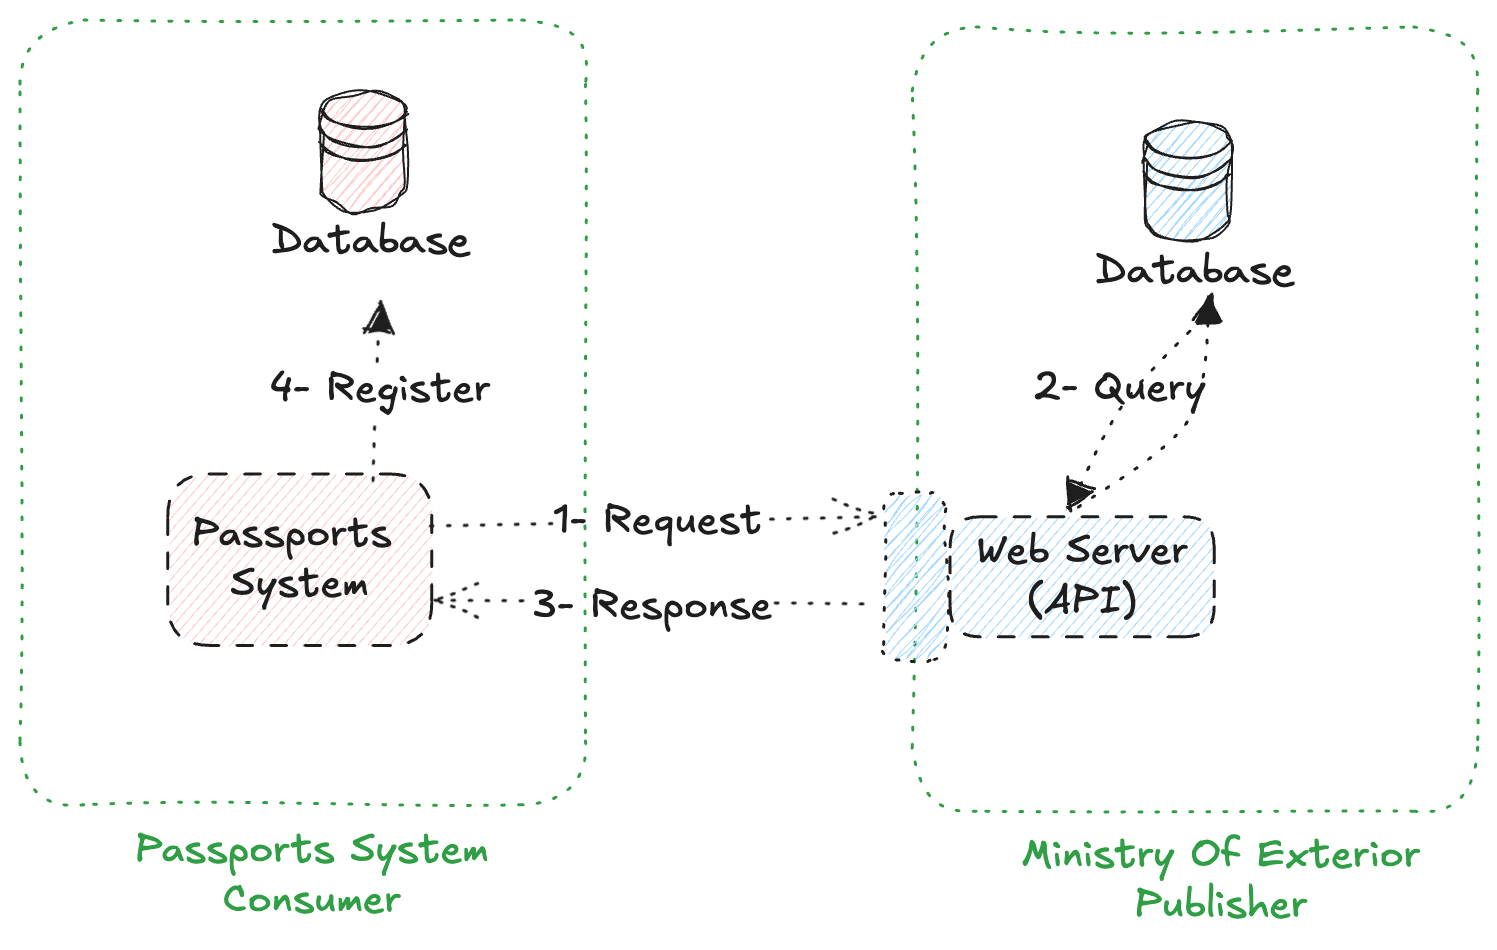 Database
Database
4- Register
2- Query
Passports
System
1- Request
3- Response
Web Server
(API)
Passports System
Consumer
Ministry Of Exterior
Publisher